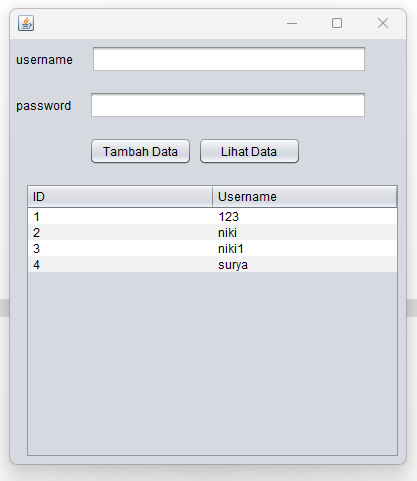 username
password
Tambah Data Lihat Data
ID Username
1 123
2 niki
3 niki1
4 surya